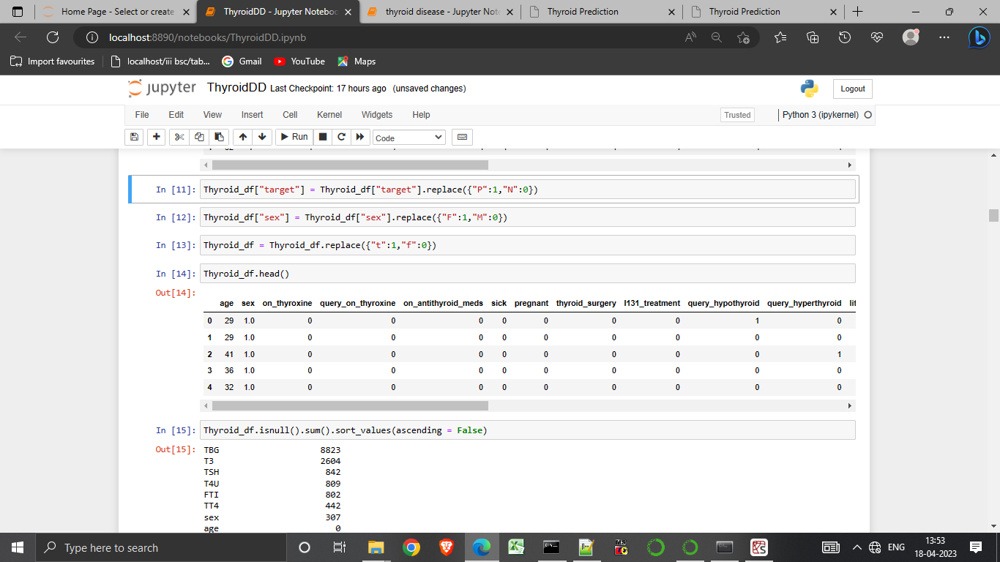 Home Page - Select or create
ThyroidDD - Jupyter Noteboo
thyroid disease - Jupyter Not
Thyroid Prediction
Thyroid Prediction
localhost:8890/notebooks/ThyroidDD.ipynb
Import favourites
localhost/iii bsc/tab...
Gmail
YouTube
Maps
jupyter
ThyroidDD Last Checkpoint: 17 hours ago (unsaved changes)
Logout
File Edit View Insert Cell Kernel Widgets Help
Trusted
Python 3 (ipykernel)
Run
Code
In [11]: Thyroid_df["target"] = Thyroid_df["target"].replace({"P":1,"N":0})
In [12]: Thyroid_df["sex"] = Thyroid_df["sex"].replace({"F":1,"M":0})
In [13]: Thyroid_df = Thyroid_df.replace({"t":1,"f":0})
In [14]: Thyroid_df.head()
Out[14]:
age sex on_thyroxine query_on_thyroxine on_antithyroid_meds sick pregnant thyroid_surgery I131_treatment query_hypothyroid query_hyperthyroid lit
0 29 1.0 0 0 0 0 0 0 0 1 0
1 29 1.0 0 0 0 0 0 0 0 0 0
2 41 1.0 0 0 0 0 0 0 0 0 1
3 36 1.0 0 0 0 0 0 0 0 0 0
4 32 1.0 0 0 0 0 0 0 0 0 0
In [15]: Thyroid_df.isnull().sum().sort_values(ascending = False)
Out[15]: TBG 8823
T3 2604
TSH 842
T4U 809
FTI 802
TT4 442
sex 307
age 0
Type here to search
ENG
13:53
18-04-2023